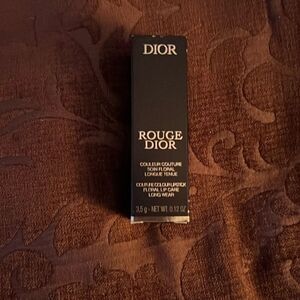 DIOR
ROUGE
DIOR
COULEUR COUTURE
SOIN FLORAL
LONGUE TENUE
COUTURE COLOUR LIPSTICK
FLORAL LIP CARE
LONG WEAR
3,5 g - NET WT. 0.12 OZ